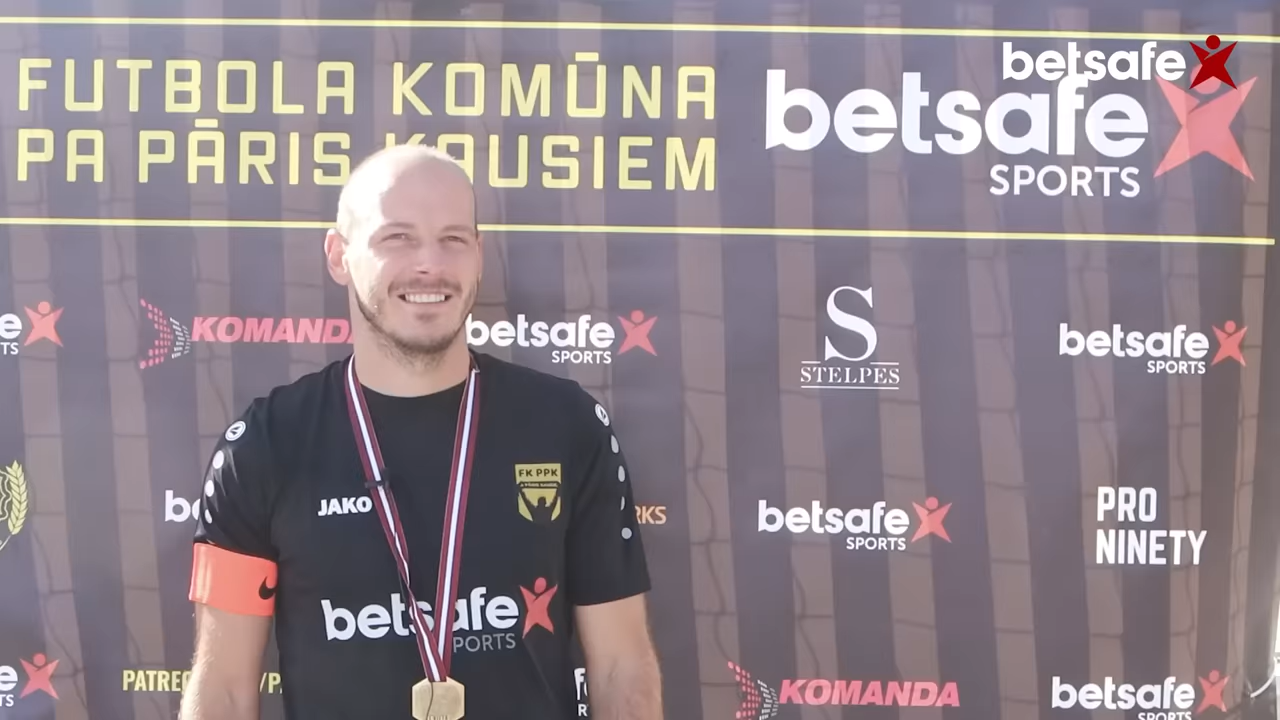 betsafe
FUTBOLA KOMŪNA
PA PĀRIS KAUSIEM
betsafe
SPORTS
KOMANDA
betsafe
SPORTS
STELPES
betsafe
SPORTS
FK PPK
JAKO
betsafe
SPORTS
PRO
NINETY
betsafe
SPORTS
KOMANDA
betsafe
SPORTS